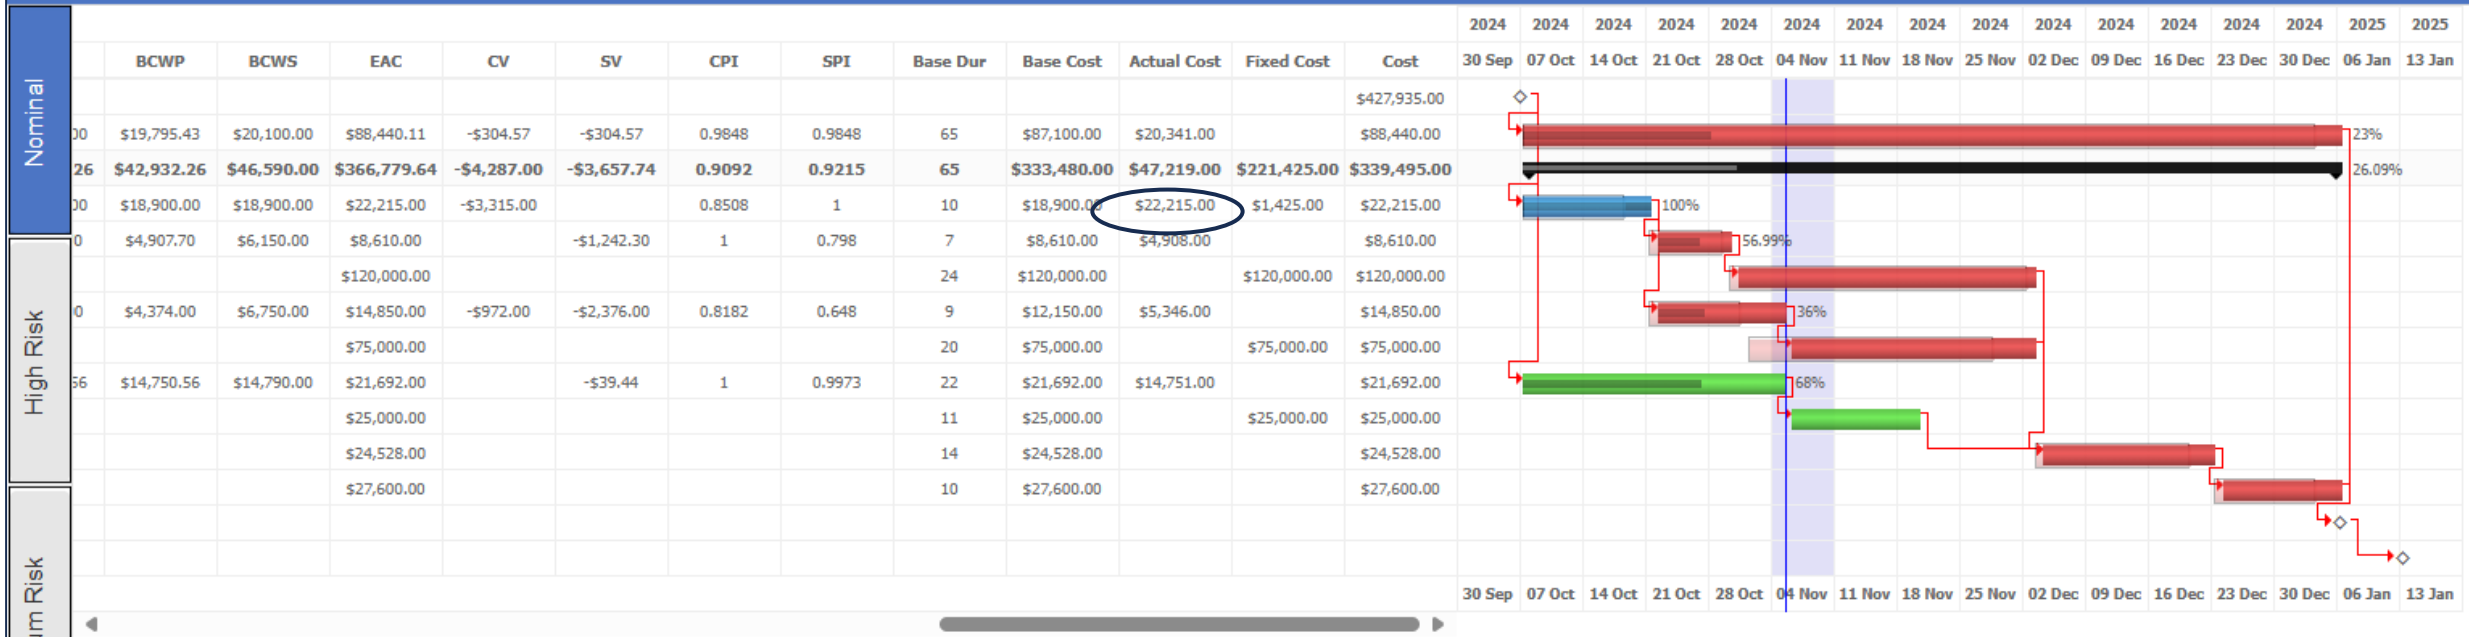 2024 2024 2024 2024 2024 2024 2024 2024 2024 2024 2024 2024 2024 2024 2025 2025
BCWP BCWS EAC CV SV CPI SPI Base Dur Base Cost Actual Cost Fixed Cost Cost 30 Sep 07 Oct 14 Oct 21 Oct 28 Oct 04 Nov 11 Nov 18 Nov 25 Nov 02 Dec 09 Dec 16 Dec 23 Dec 30 Dec 06 Jan 13 Jan
Nominal
$427,935.00
00 $19,795.43 $20,100.00 $88,440.11 -$304.57 -$304.57 0.9848 0.9848 65 $87,100.00 $20,341.00 $88,440.00 23%
26 $42,932.26 $46,590.00 $366,779.64 -$4,287.00 -$3,657.74 0.9092 0.9215 65 $333,480.00 $47,219.00 $221,425.00 $339,495.00 26.09%
00 $18,900.00 $18,900.00 $22,215.00 -$3,315.00 0.8508 1 10 $18,900.00 $22,215.00 $1,425.00 $22,215.00 100%
0 $4,907.70 $6,150.00 $8,610.00 -$1,242.30 1 0.798 7 $8,610.00 $4,908.00 $8,610.00 56.99%
$120,000.00 24 $120,000.00 $120,000.00 $120,000.00
High Risk
0 $4,374.00 $6,750.00 $14,850.00 -$972.00 -$2,376.00 0.8182 0.648 9 $12,150.00 $5,346.00 $14,850.00 36%
$75,000.00 20 $75,000.00 $75,000.00 $75,000.00
56 $14,750.56 $14,790.00 $21,692.00 -$39.44 1 0.9973 22 $21,692.00 $14,751.00 $21,692.00 68%
$25,000.00 11 $25,000.00 $25,000.00 $25,000.00
$24,528.00 14 $24,528.00 $24,528.00
$27,600.00 10 $27,600.00 $27,600.00
um Risk
30 Sep 07 Oct 14 Oct 21 Oct 28 Oct 04 Nov 11 Nov 18 Nov 25 Nov 02 Dec 09 Dec 16 Dec 23 Dec 30 Dec 06 Jan 13 Jan